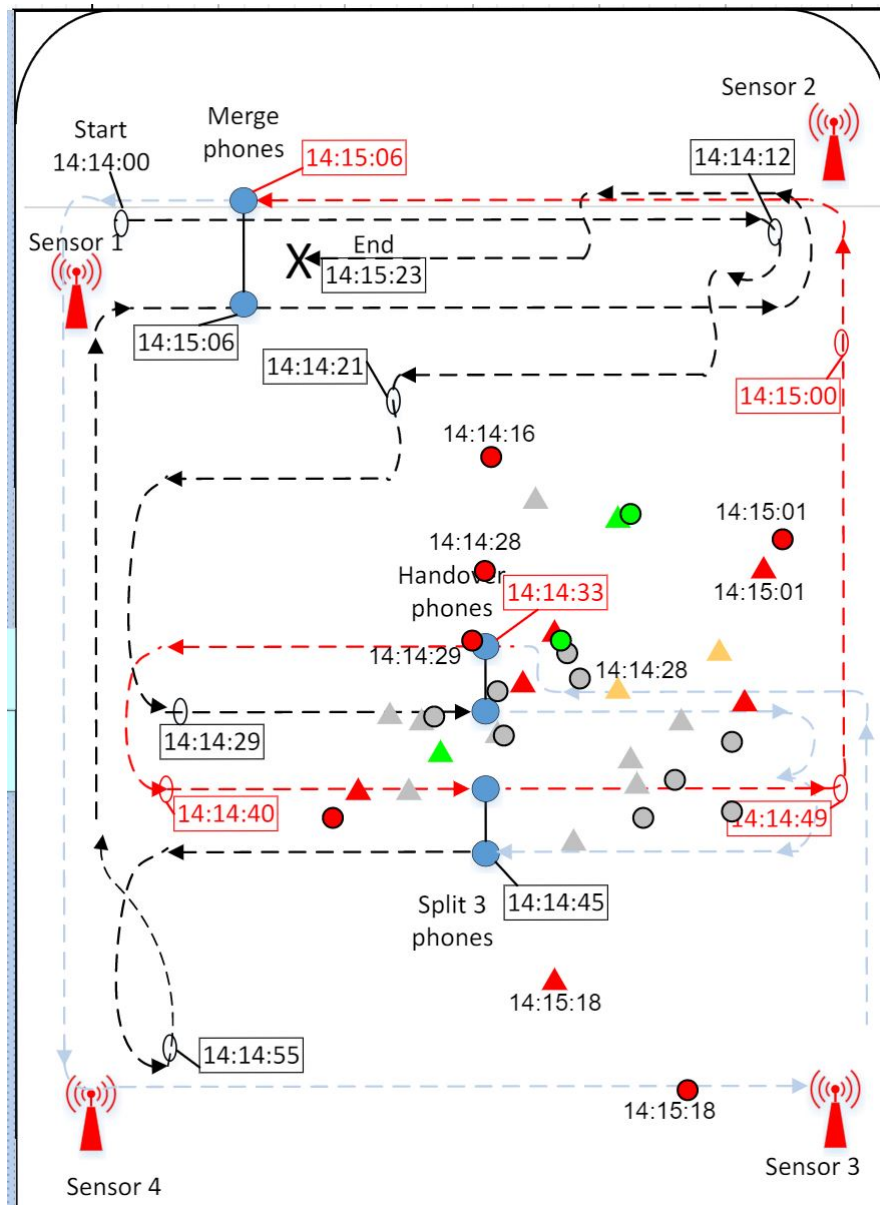 Sensor 2
Merge
phones
Start
14:14:00
14:15:06
14:14:12
Sensor 1
End
14:15:23
14:15:06
14:14:21
14:15:00
14:14:16
14:15:01
14:14:28
14:15:01
Handover
phones
14:14:33
14:14:29
14:14:28
14:14:29
14:14:40
14:14:49
Split 3
phones
14:14:45
14:15:18
14:14:55
14:15:18
Sensor 3
Sensor 4